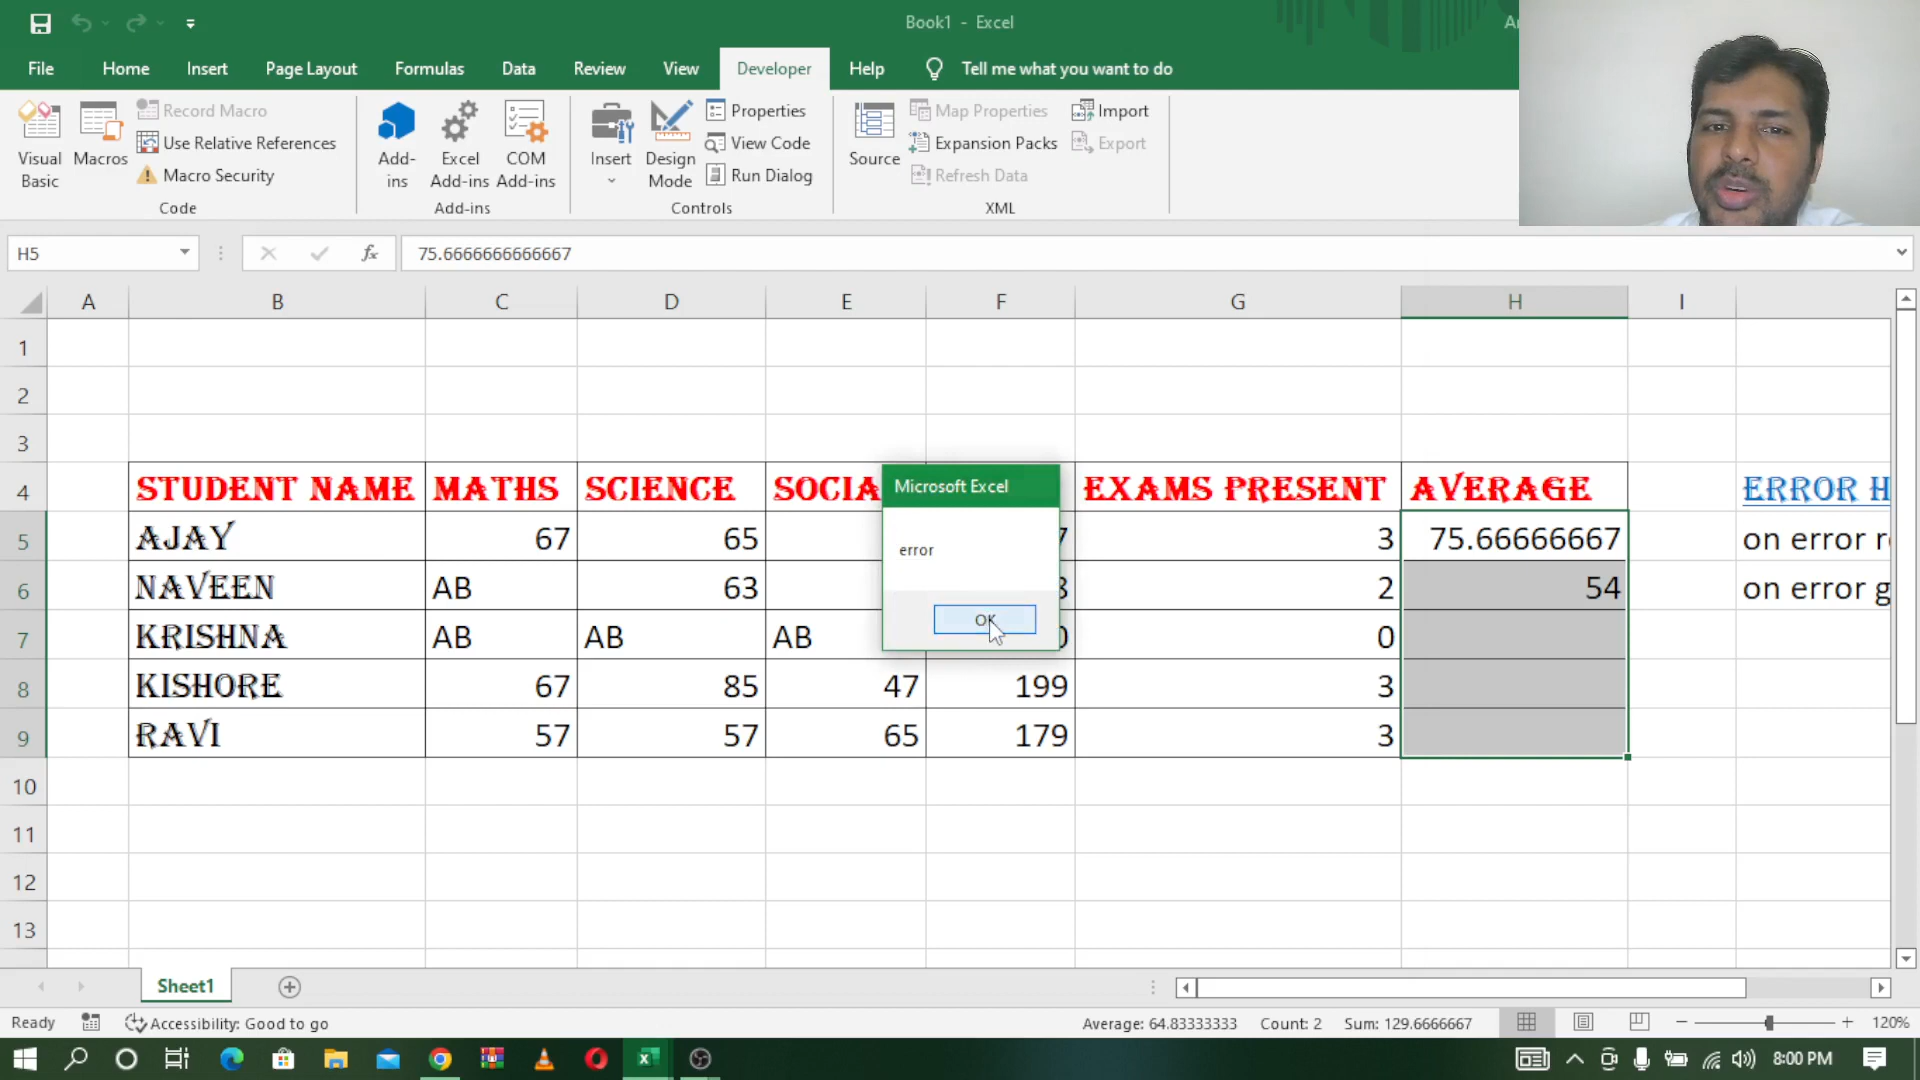 Book1 - Excel
File Home Insert Page Layout Formulas Data Review View Developer Help Tell me what you want to do
Visual Basic
Macros
Record Macro
Use Relative References
Macro Security
Code
Add-ins
Excel Add-ins
COM Add-ins
Add-ins
Insert
Design Mode
Properties
View Code
Run Dialog
Controls
Source
Map Properties
Expansion Packs
Refresh Data
Import
Export
XML
H5 fx 75.6666666666667
A B C D E F G H I
1
2
3
4 STUDENT NAME MATHS SCIENCE SOCIA EXAMS PRESENT AVERAGE ERROR H
5 AJAY 67 65 3 75.66666667 on error r
6 NAVEEN AB 63 2 54 on error g
7 KRISHNA AB AB AB 0
8 KISHORE 67 85 47 199 3
9 RAVI 57 57 65 179 3
10
11
12
13
Microsoft Excel
error
OK
Sheet1
Ready Accessibility: Good to go Average: 64.83333333 Count: 2 Sum: 129.6666667 120%
8:00 PM